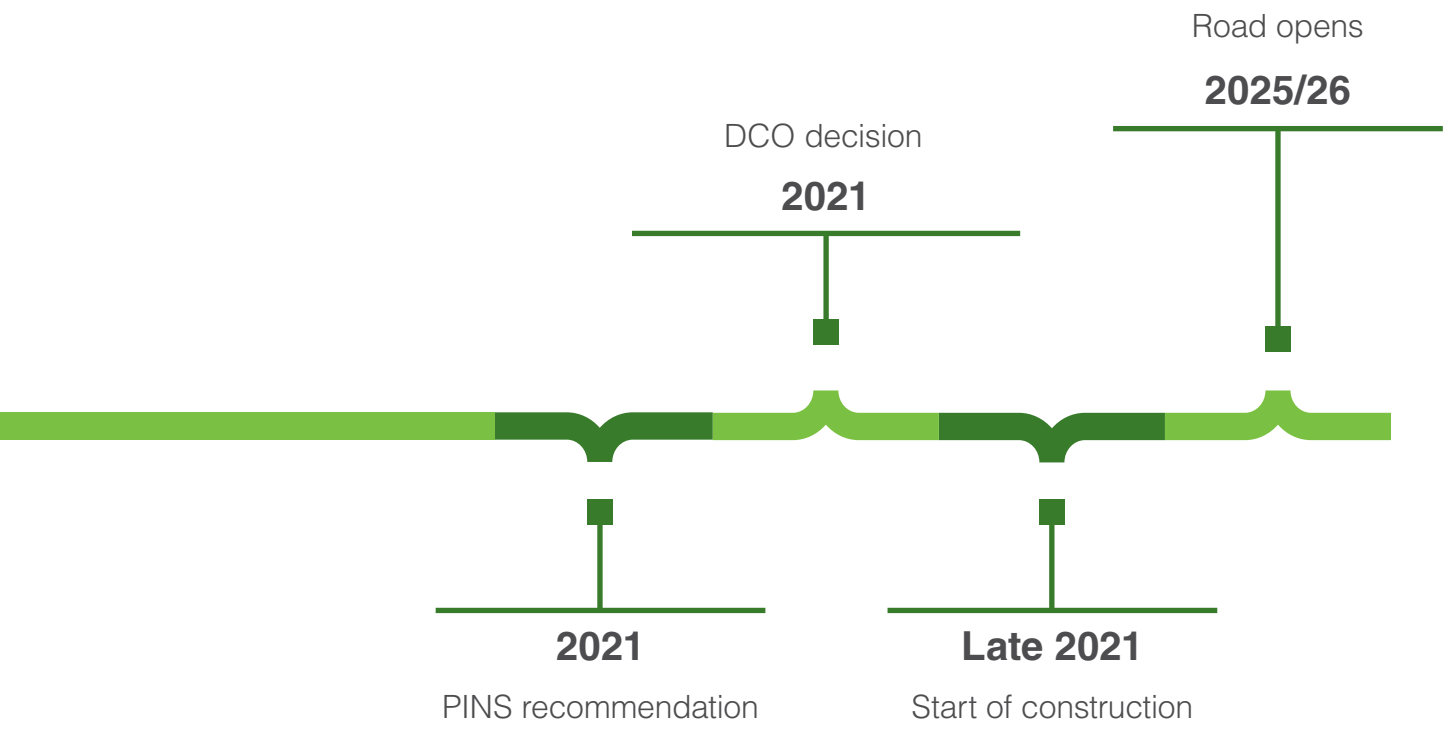 Road opens
2025/26
DCO decision
2021
2021
PINS recommendation
Late 2021
Start of construction